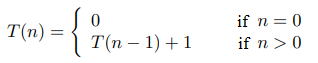 T(n) = { 0 if n = 0
T(n − 1) + 1 if n > 0